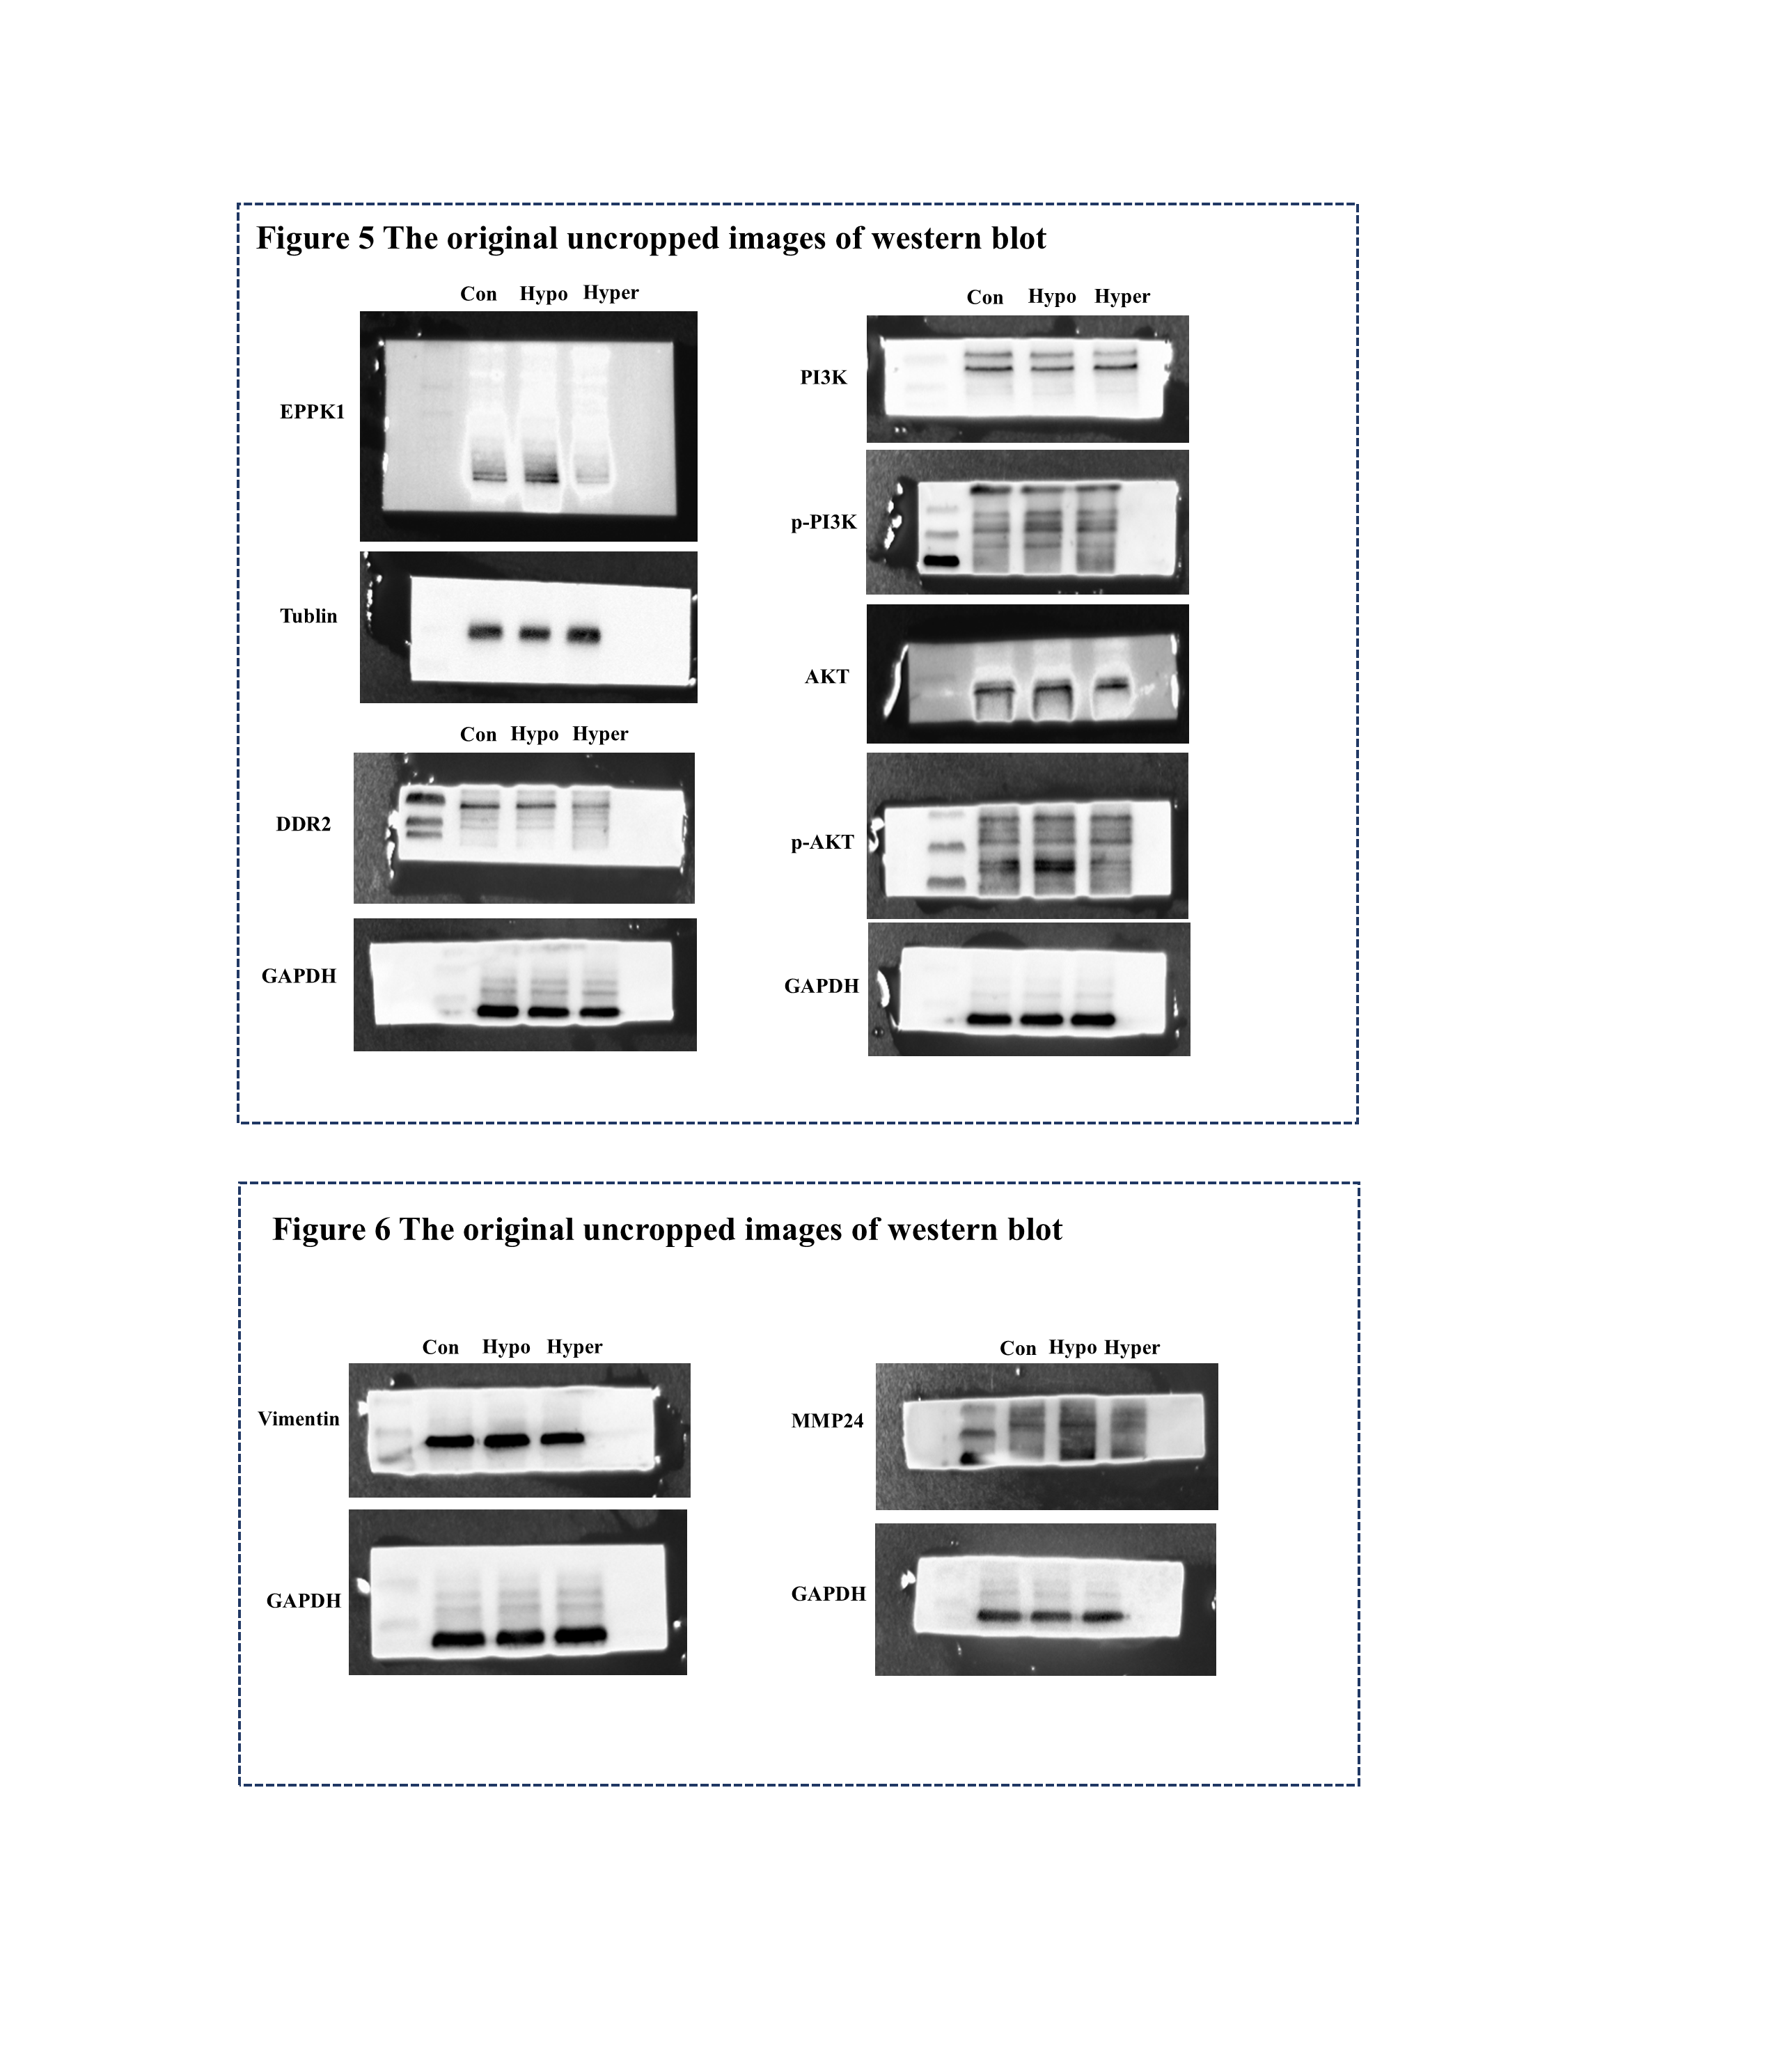 Figure 5 The original uncropped images of western blot
Con Hypo Hyper
EPPK1
Tublin
Con Hypo Hyper
DDR2
GAPDH
Con Hypo Hyper
PI3K
p-PI3K
AKT
p-AKT
GAPDH
Figure 6 The original uncropped images of western blot
Con Hypo Hyper
Vimentin
GAPDH
Con Hypo Hyper
MMP24
GAPDH